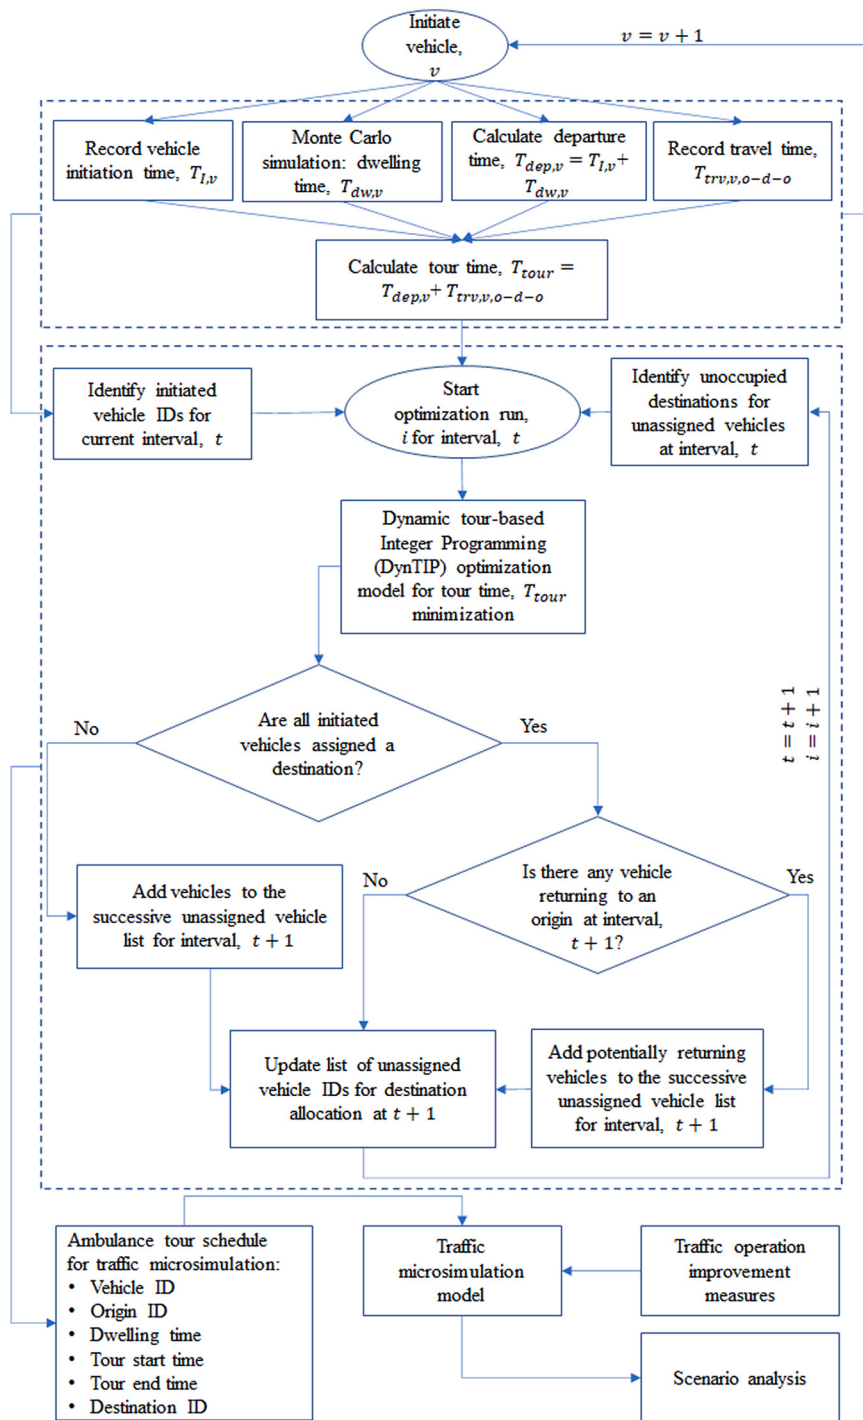 Initiate
vehicle,
v
v = v + 1
Record vehicle
initiation time, T_{I,v}
Monte Carlo
simulation: dwelling
time, T_{dw,v}
Calculate departure
time, T_{dep,v} = T_{I,v} +
T_{dw,v}
Record travel time,
T_{trv,v,o−d−o}
Calculate tour time, T_{tour} =
T_{dep,v} + T_{trv,v,o−d−o}
Identify initiated
vehicle IDs for
current interval, t
Start
optimization run,
i for interval, t
Identify unoccupied
destinations for
unassigned vehicles
at interval, t
Dynamic tour-based
Integer Programming
(DynTIP) optimization
model for tour time, T_{tour}
minimization
t = t + 1
i = i + 1
Are all initiated
vehicles assigned a
destination?
No
Yes
Is there any vehicle
returning to an
origin at interval,
t + 1?
No
Yes
Add vehicles to the
successive unassigned vehicle
list for interval, t + 1
Update list of unassigned
vehicle IDs for destination
allocation at t + 1
Add potentially returning
vehicles to the successive
unassigned vehicle list
for interval, t + 1
Ambulance tour schedule
for traffic microsimulation:
• Vehicle ID
• Origin ID
• Dwelling time
• Tour start time
• Tour end time
• Destination ID
Traffic
microsimulation
model
Traffic operation
improvement
measures
Scenario analysis